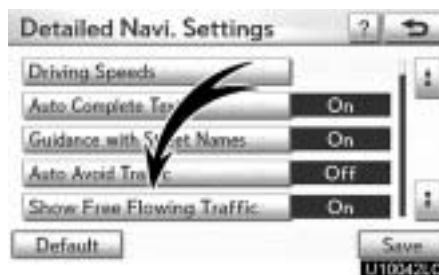 Detailed Navi. Settings ?
Driving Speeds
Auto Complete On
Guidance with Names On
Auto Avoid Off
Show Free Flowing Traffic On
Default Save